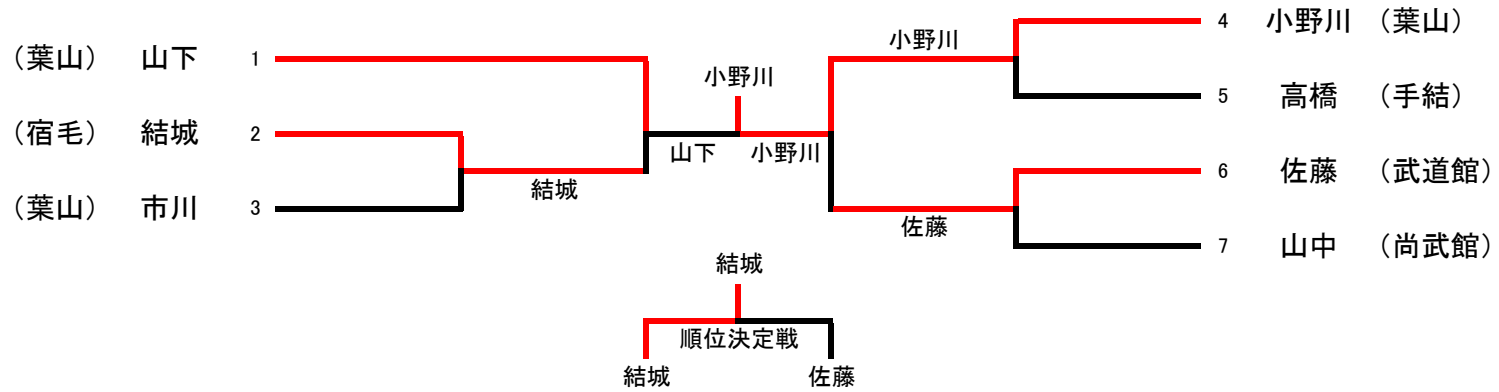 4 小野川 （葉山）
小野川
（葉山） 山下 1
小野川
5 高橋 （手結）
（宿毛） 結城 2
山下 小野川
6 佐藤 （武道館）
結城
（葉山） 市川 3
佐藤
7 山中 （尚武館）
結城
順位決定戦
結城 佐藤